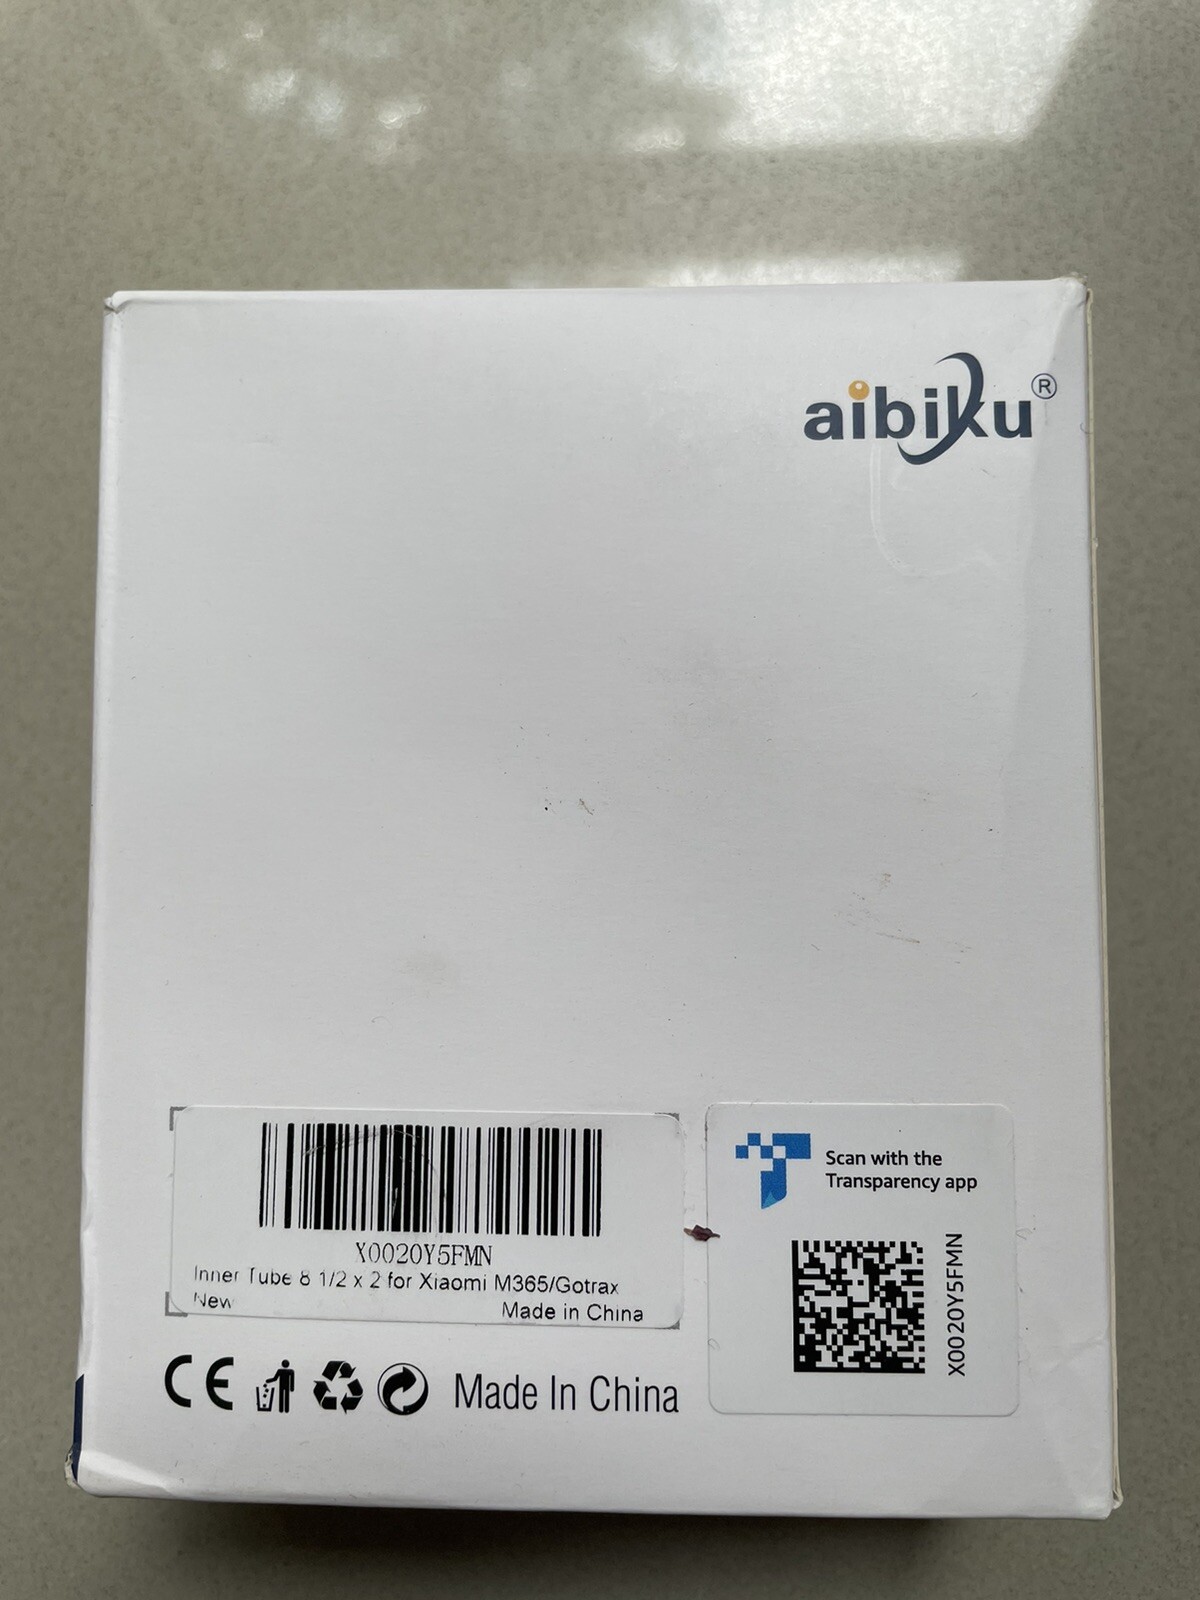 aibiku®
X0020Y5FMN
Inner Tube 8 1/2 x 2 for Xiaomi M365/Gotrax
New
Made in China
Scan with the
Transparency app
X0020Y5FMN
CE
Made In China